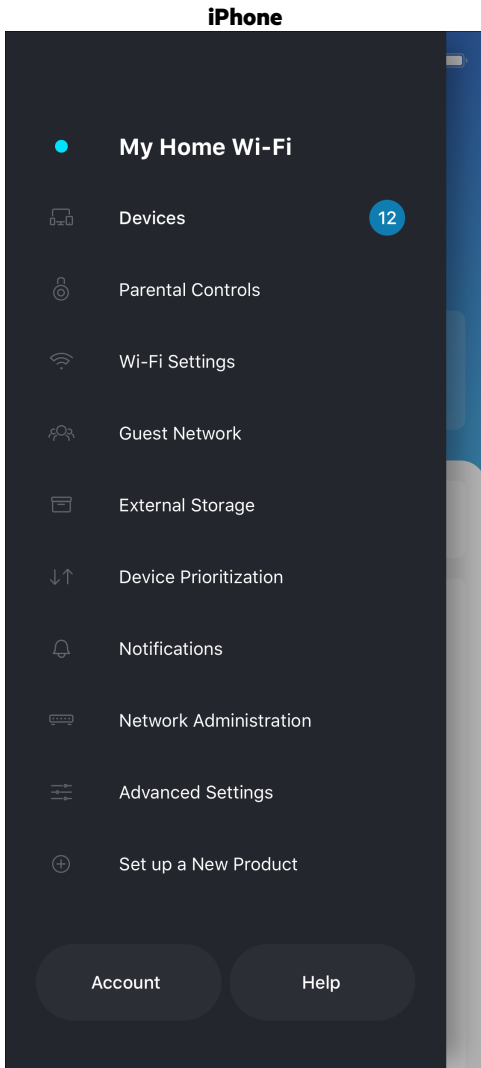 iPhone
My Home Wi-Fi
Devices 12
Parental Controls
Wi-Fi Settings
Guest Network
External Storage
Device Prioritization
Notifications
Network Administration
Advanced Settings
Set up a New Product
Account Help